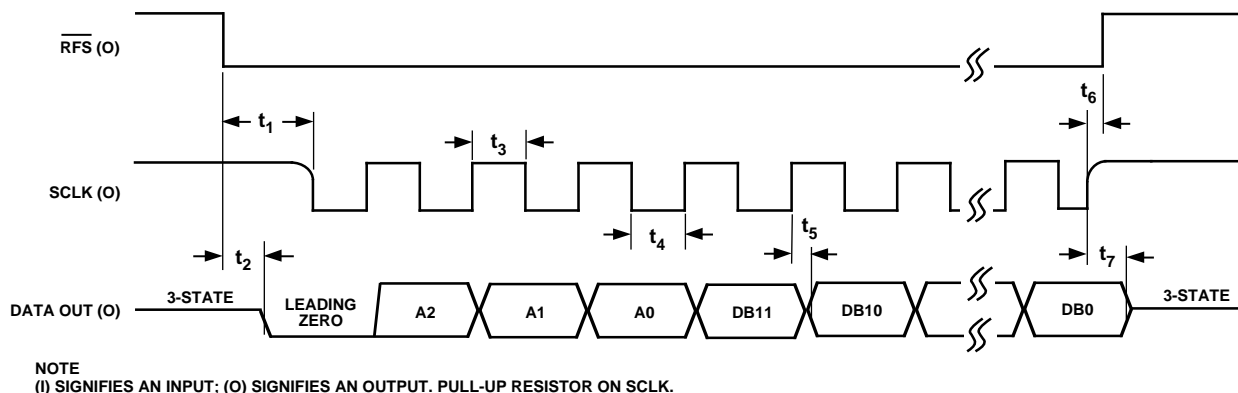 RFS (O)
t1
t3
t6
SCLK (O)
t4
t5
t2
t7
DATA OUT (O)
3-STATE
LEADING
ZERO
A2
A1
A0
DB11
DB10
DB0
3-STATE
NOTE
(I) SIGNIFIES AN INPUT; (O) SIGNIFIES AN OUTPUT. PULL-UP RESISTOR ON SCLK.